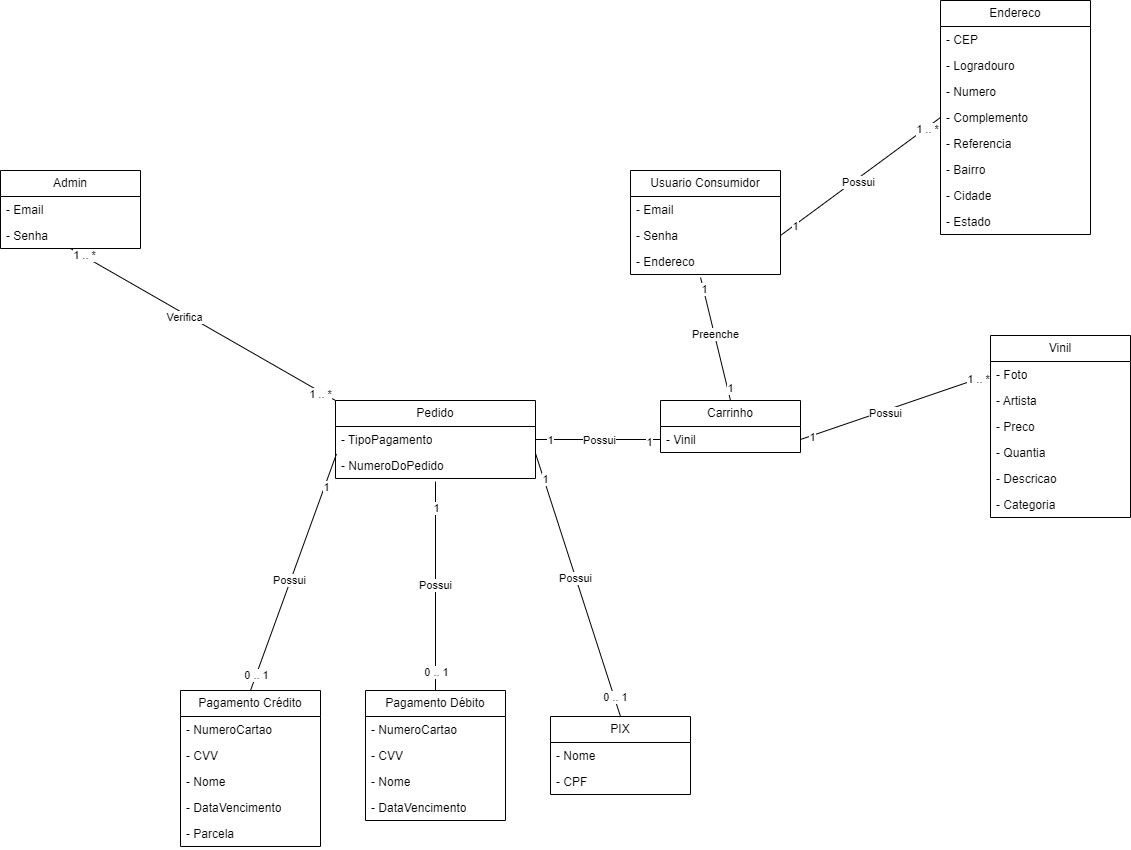 Endereco
- CEP
- Logradouro
- Numero
- Complemento
- Referencia
- Bairro
- Cidade
- Estado
1 .. *
Possui
1
Usuario Consumidor
- Email
- Senha
- Endereco
Admin
- Email
- Senha
1 .. *
Verifica
1 .. *
1
Preenche
1
Vinil
- Foto
- Artista
- Preco
- Quantia
- Descricao
- Categoria
1 .. *
Possui
1
Carrinho
- Vinil
1
Possui
1
Pedido
- TipoPagamento
- NumeroDoPedido
1
Possui
0 .. 1
1
Possui
0 .. 1
1
Possui
0 .. 1
Pagamento Crédito
- NumeroCartao
- CVV
- Nome
- DataVencimento
- Parcela
Pagamento Débito
- NumeroCartao
- CVV
- Nome
- DataVencimento
PIX
- Nome
- CPF